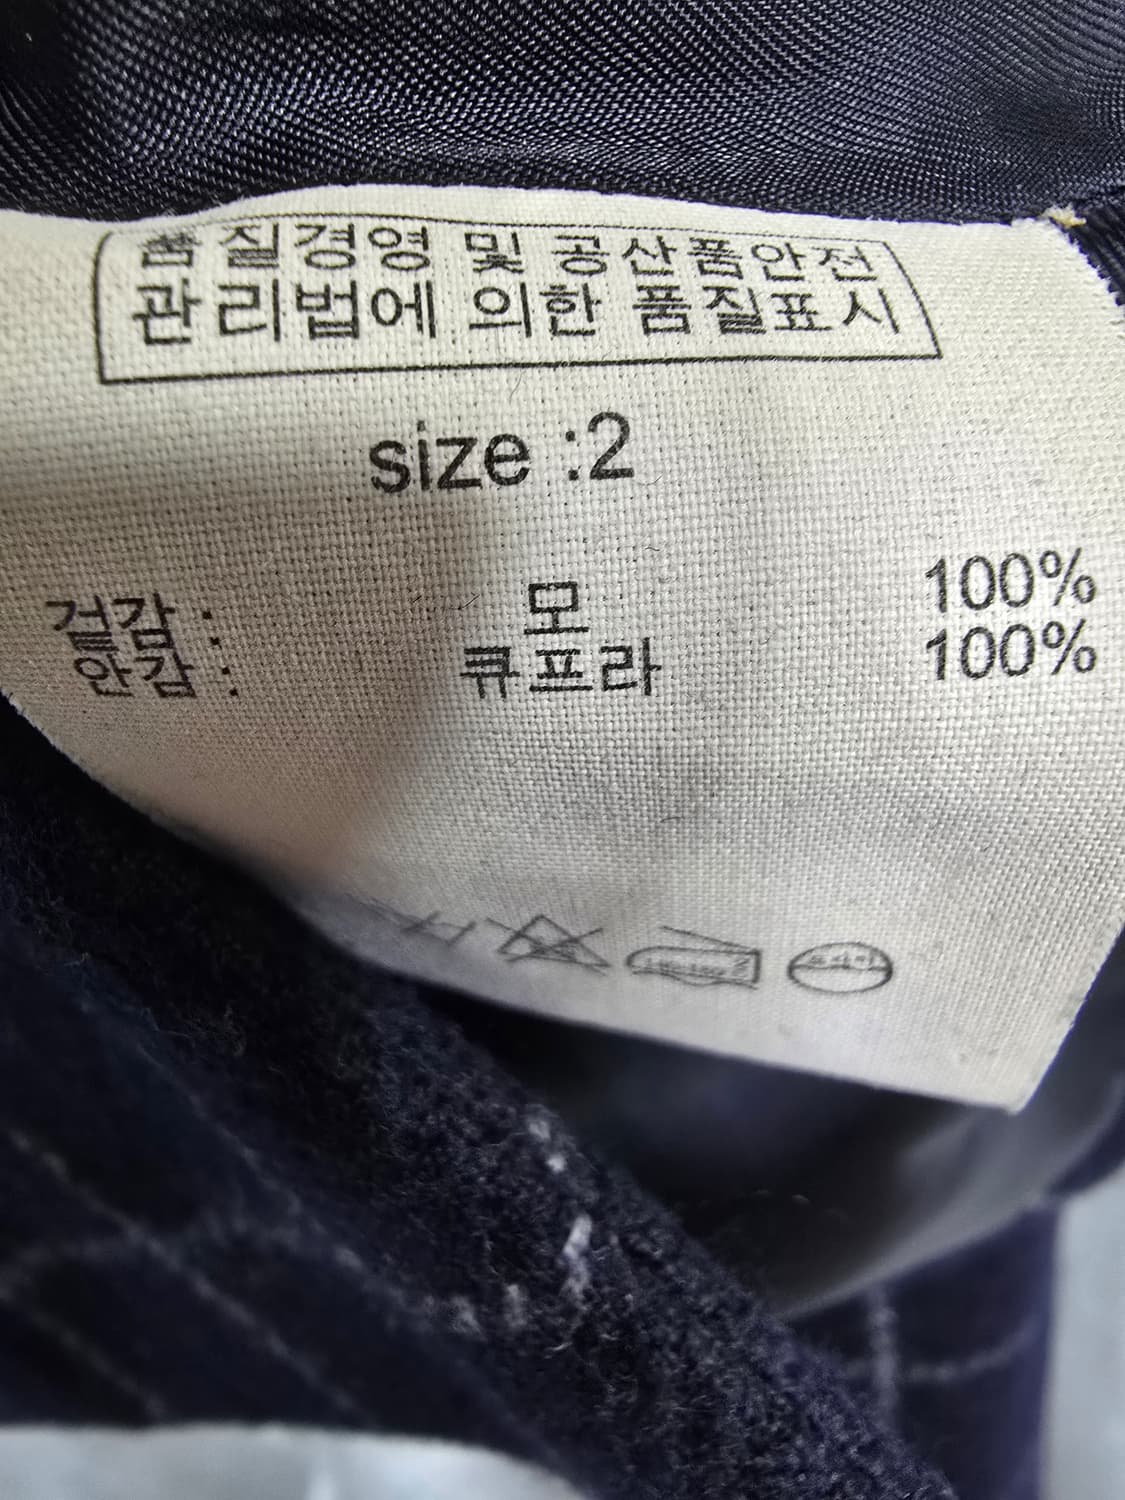 품질경영 및 공산품안전
관리법에 의한 품질표시
size :2
겉감 : 모 100%
안감 : 큐프라 100%